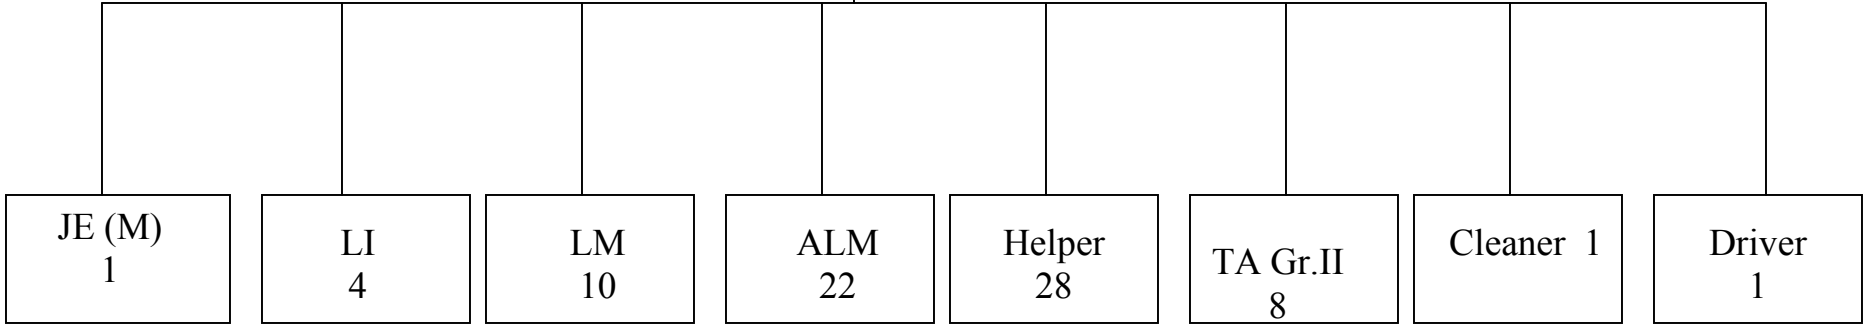 JE (M)
1
LI
4
LM
10
ALM
22
Helper
28
TA Gr.II
8
Cleaner 1
Driver
1